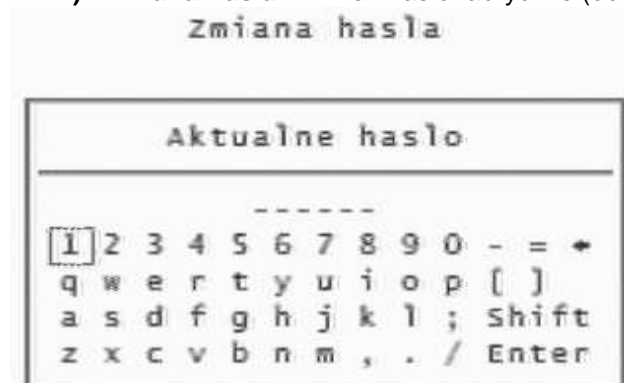 Zmiana hasla
Aktualne haslo
------
1 2 3 4 5 6 7 8 9 0 - = ←
q w e r t y u i o p [ ]
a s d f g h j k l ; Shift
z x c v b n m , . / Enter